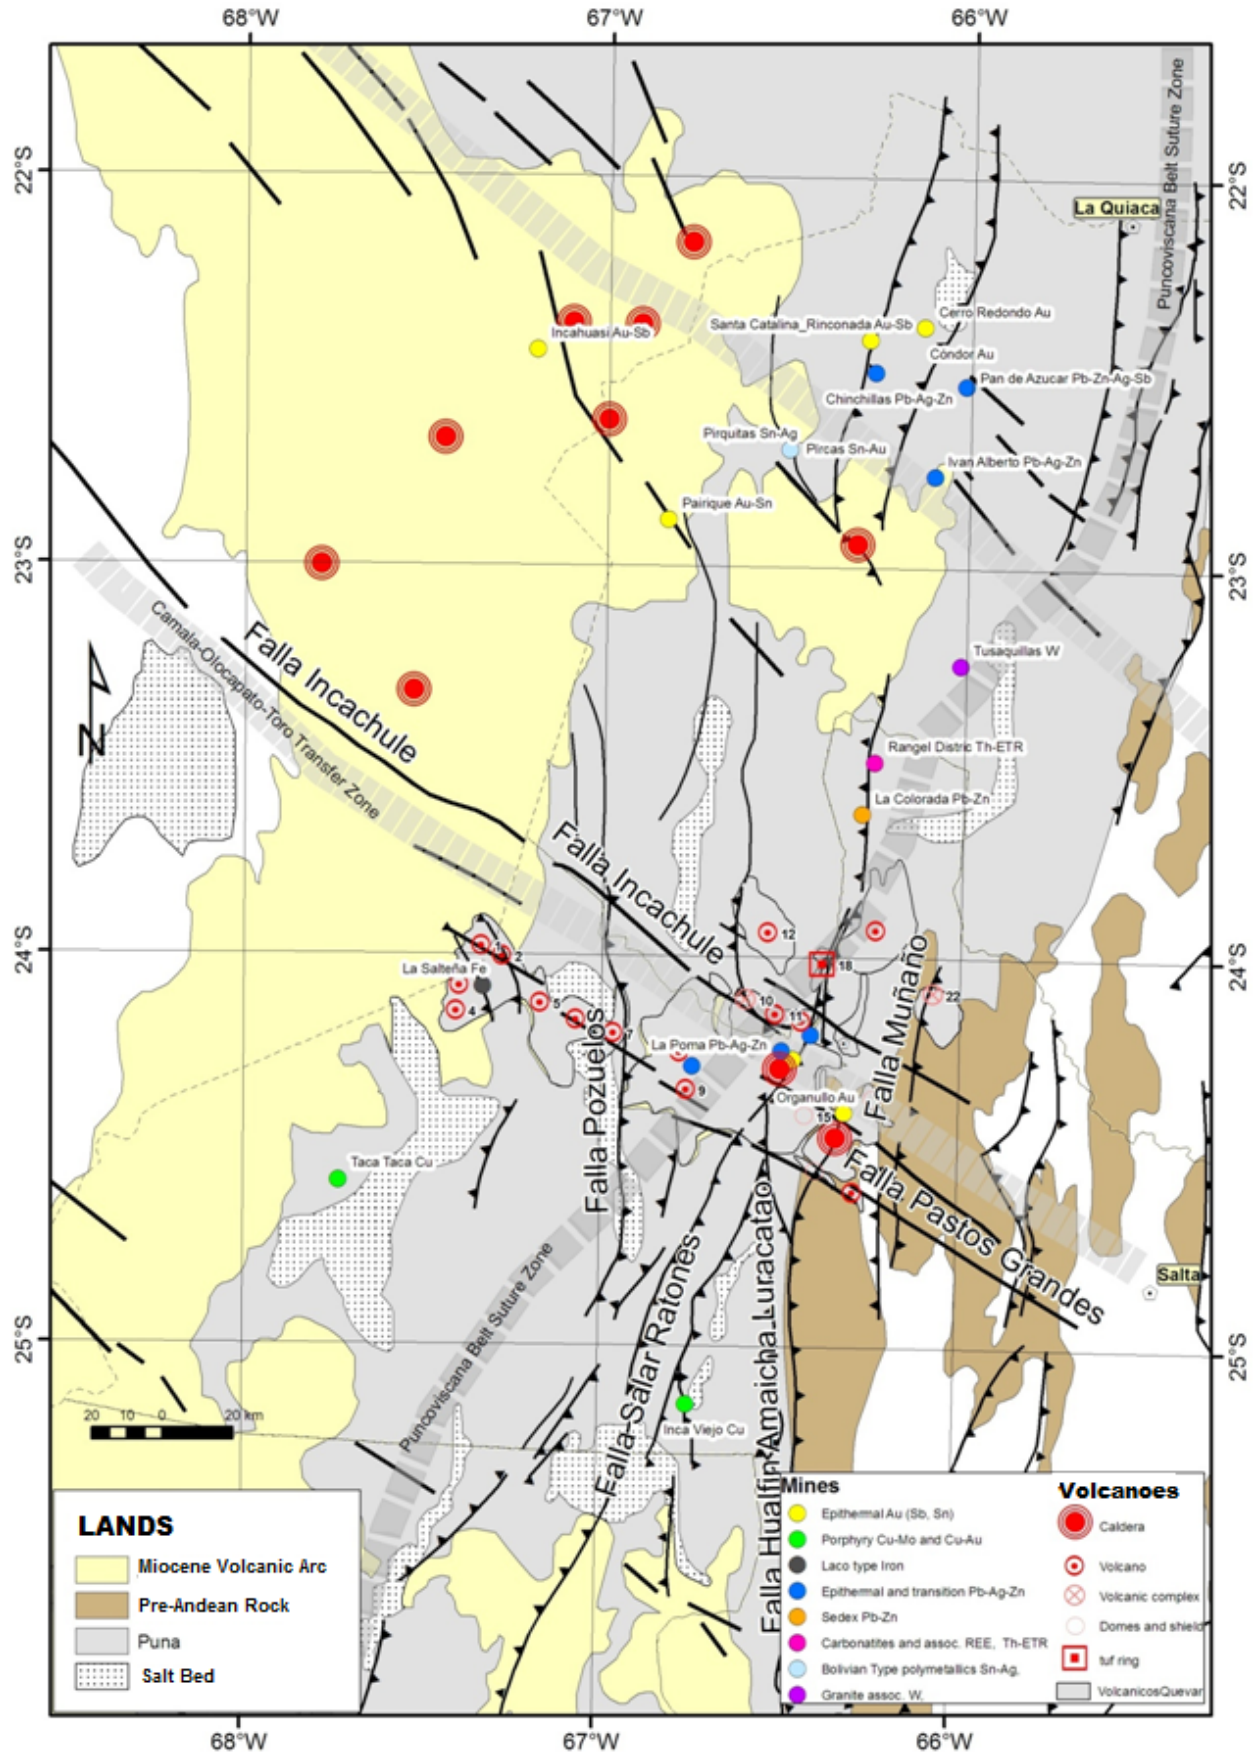 68°W 67°W 66°W
Puncoviscana Belt Suture Zone
22°S 22°S
La Quiaca
Cerro Redondo Au
Santa Catalina_Rinconada Au-Sb
Incahuasi Au-Sb
Cóndor Au
Pan de Azucar Pb-Zn-Ag-Sb
Chinchillas Pb-Ag-Zn
Pirquitas Sn-Ag
Pircas Sn-Au
Ivan Alberto Pb-Ag-Zn
Pairique Au-Sn
23°S 23°S
Camala-Olocapato-Toro Transfer Zone
Falla Incachule
N
Tusaquillas W
Rangel Distric Th-ETR
La Colorada Pb-Zn
Falla Incachule
12
1
2
24°S 24°S
18
La Salteña Fe
Falla Muñano
4
5
10
22
11
7
La Poma Pb-Ag-Zn
9
Falla Pozuelos
Organullo Au
15
Taca Taca Cu
Falla Pastos Grandes
Salta
Falla Salar Ratones
Falla Hualfin Amaicha Luracatao
25°S 25°S
Puncoviscana Belt Suture Zone
20 10 0 20 km
Inca Viejo Cu
LANDS
Miocene Volcanic Arc
Pre-Andean Rock
Puna
Salt Bed
Mines
Epithermal Au (Sb, Sn)
Porphyry Cu-Mo and Cu-Au
Laco type Iron
Epithermal and transition Pb-Ag-Zn
Sedex Pb-Zn
Carbonatites and assoc. REE, Th-ETR
Bolivian Type polymetallics Sn-Ag,
Granite assoc. W,
Volcanoes
Caldera
Volcano
Volcanic complex
Domes and shield
tuf ring
VolcanicosQuevar
68°W 67°W 66°W